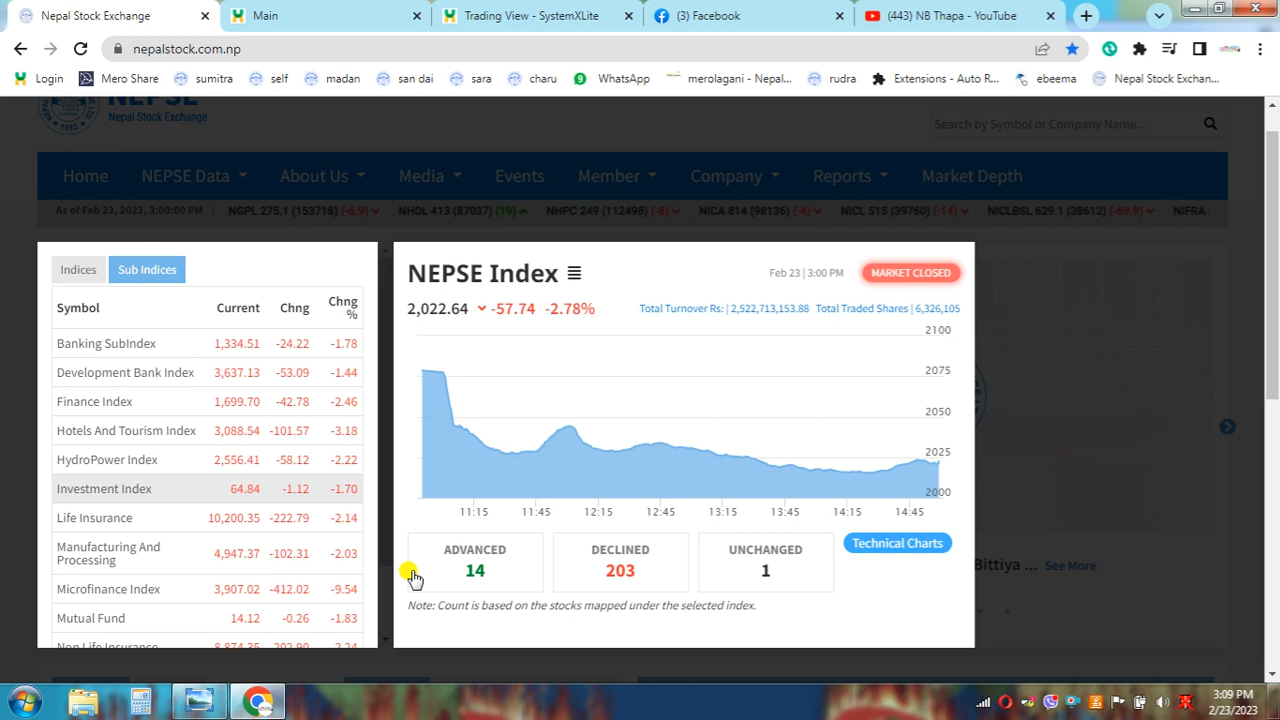 Nepal Stock Exchange
Main
Trading View - SystemXLite
(3) Facebook
(443) NB Thapa - YouTube
nepalstock.com.np
Login
Mero Share
sumitra
self
madan
san dai
sara
charu
9
WhatsApp
merolagani - Nepal...
rudra
Extensions - Auto R...
ebeema
Nepal Stock Exchan...
NEPSE
Nepal Stock Exchange
1993
Search by Symbol or Company Name...
Home
NEPSE Data
About Us
Media
Events
Member
Company
Reports
Market Depth
As of Feb 23, 2023, 3:00:00 PM
NGPL 275.1 (153718) (-6.9)
NHDL 413 (87037) (19)
NHPC 249 (112498) (-8)
NICA 814 (98136) (-4)
NICL 515 (39760) (-14)
NICLBSL 629.1 (38612) (-69.9)
NIFRA
Indices
Sub Indices
Symbol Current Chng Chng %
Banking SubIndex 1,334.51 -24.22 -1.78
Development Bank Index 3,637.13 -53.09 -1.44
Finance Index 1,699.70 -42.78 -2.46
Hotels And Tourism Index 3,088.54 -101.57 -3.18
HydroPower Index 2,556.41 -58.12 -2.22
Investment Index 64.84 -1.12 -1.70
Life Insurance 10,200.35 -222.79 -2.14
Manufacturing And Processing 4,947.37 -102.31 -2.03
Microfinance Index 3,907.02 -412.02 -9.54
Mutual Fund 14.12 -0.26 -1.83
Non Life Insurance 8,874.35 -202.90 -2.24
NEPSE Index
Feb 23 | 3:00 PM
MARKET CLOSED
2,022.64 -57.74 -2.78%
Total Turnover Rs: | 2,522,713,153.88 Total Traded Shares | 6,326,105
2100
2075
2050
2025
2000
11:15 11:45 12:15 12:45 13:15 13:45 14:15 14:45
ADVANCED
14
DECLINED
203
UNCHANGED
1
Technical Charts
Note: Count is based on the stocks mapped under the selected index.
Bittiya ... See More
3:09 PM
2/23/2023